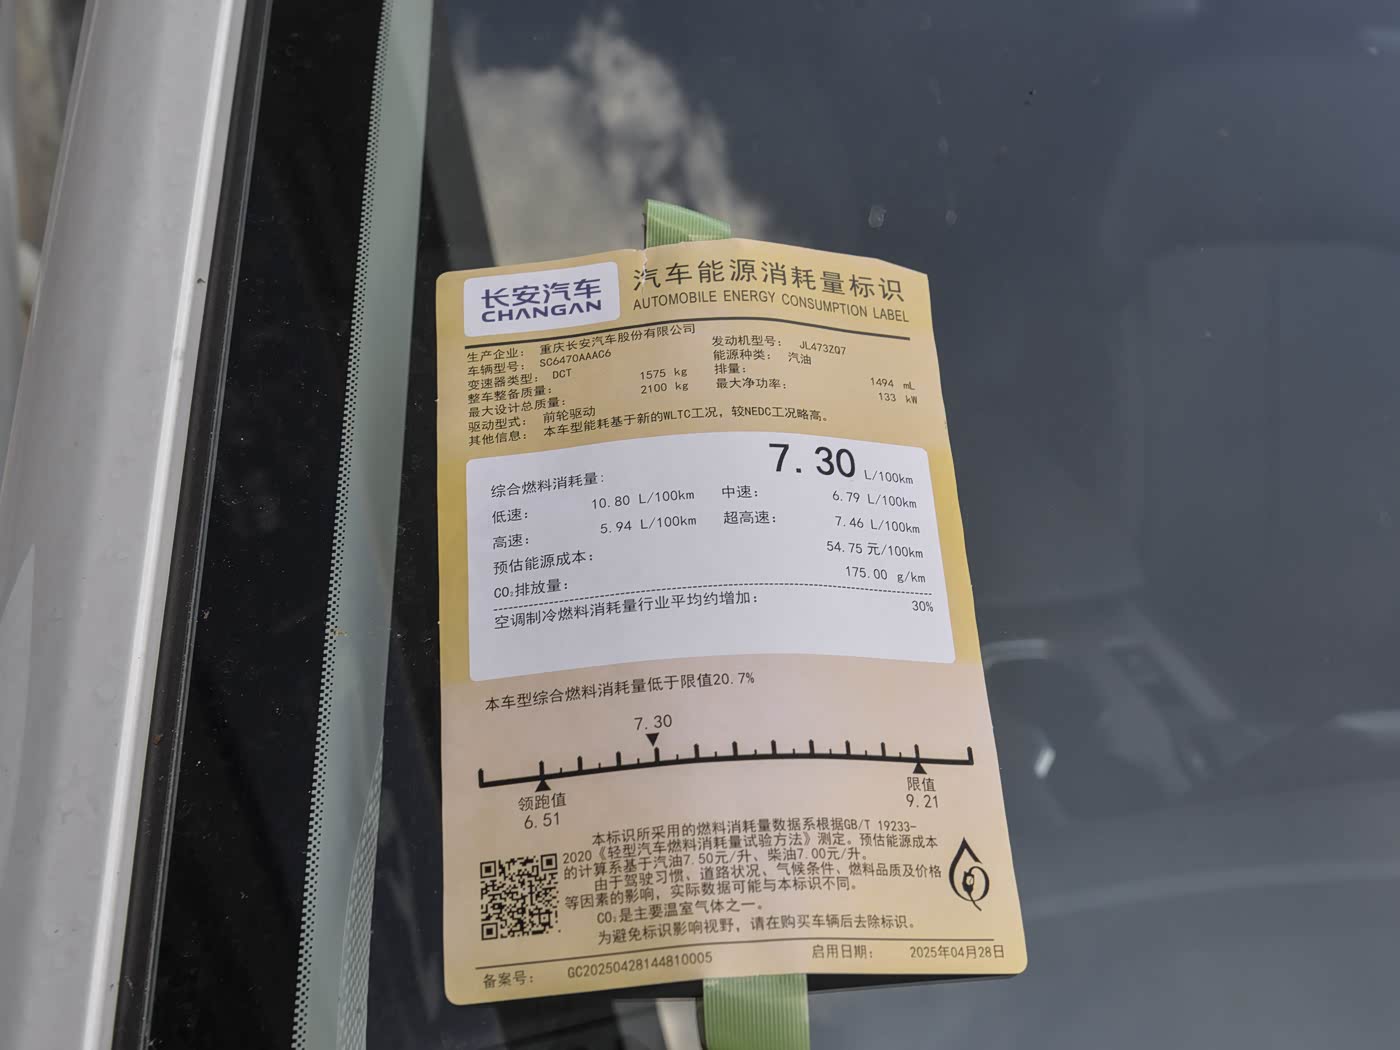 长安汽车
CHANGAN
汽车能源消耗量标识
AUTOMOBILE ENERGY CONSUMPTION LABEL
生产企业： 重庆长安汽车股份有限公司
车辆型号： SC6470AAAC6
发动机型号： JL473ZQ7
变速器类型： DCT
能源种类： 汽油
整车整备质量： 1575 kg
排量： 1494 mL
最大设计总质量： 2100 kg
最大净功率： 133 kW
驱动型式： 前轮驱动
其他信息： 本车型能耗基于新的WLTC工况，较NEDC工况略高。
综合燃料消耗量： 7.30 L/100km
低速： 10.80 L/100km 中速： 6.79 L/100km
高速： 5.94 L/100km 超高速： 7.46 L/100km
预估能源成本： 54.75 元/100km
CO₂排放量： 175.00 g/km
空调制冷燃料消耗量行业平均约增加： 30%
本车型综合燃料消耗量低于限值20.7%
7.30
领跑值
6.51
限值
9.21
本标识所采用的燃料消耗量数据系根据GB/T 19233-
2020《轻型汽车燃料消耗量试验方法》测定。预估能源成本
的计算系基于汽油7.50元/升、柴油7.00元/升。
由于驾驶习惯、道路状况、气候条件、燃料品质及价格
等因素的影响，实际数据可能与本标识不同。
CO₂是主要温室气体之一。
为避免标识影响视野，请在购买车辆后去除标识。
备案号： GC20250428144810005 启用日期： 2025年04月28日